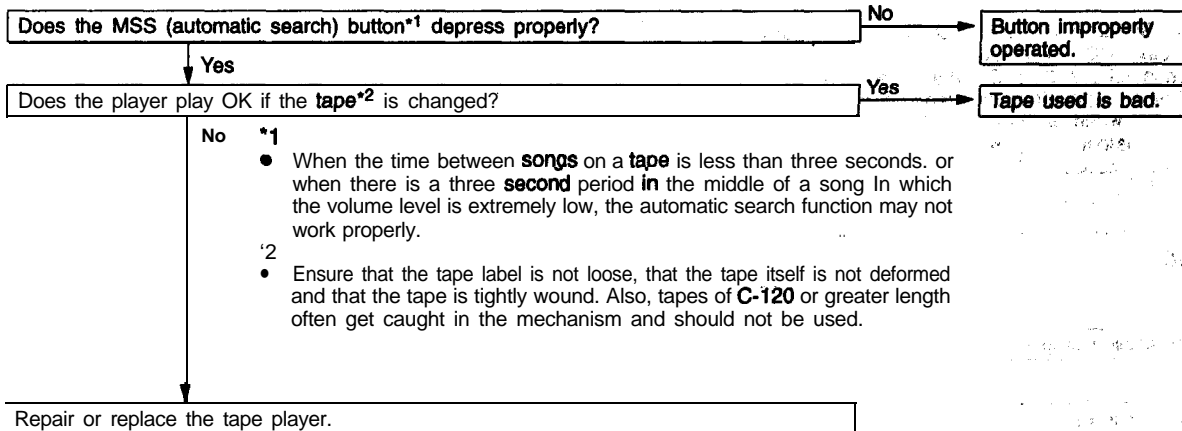 Does the MSS (automatic search) button*1 depress properly?
No
Button improperly
operated.
Yes
Does the player play OK if the tape*2 is changed?
Yes
Tape used is bad.
No
*1
● When the time between songs on a tape is less than three seconds. or
when there is a three second period in the middle of a song In which
the volume level is extremely low, the automatic search function may not
work properly.
‘2
● Ensure that the tape label is not loose, that the tape itself is not deformed
and that the tape is tightly wound. Also, tapes of C-120 or greater length
often get caught in the mechanism and should not be used.
Repair or replace the tape player.